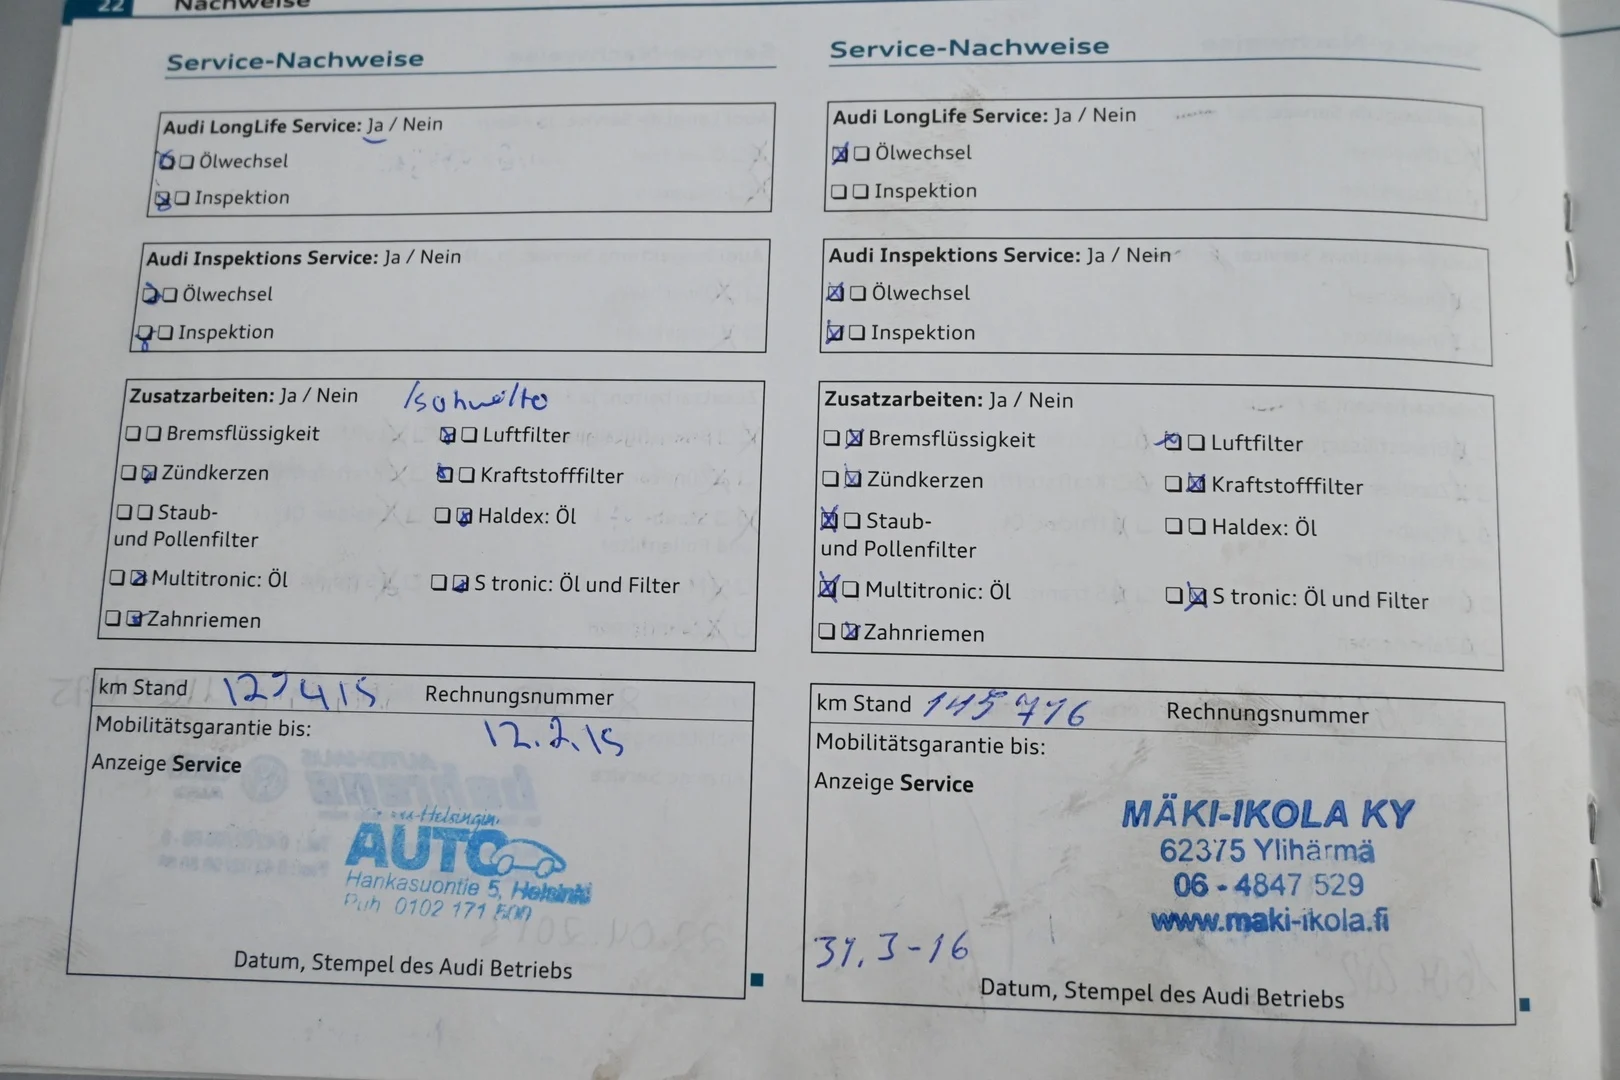 22 Nachweise
Service-Nachweise
Audi LongLife Service: Ja / Nein
Ölwechsel
Inspektion
Audi Inspektions Service: Ja / Nein
Ölwechsel
Inspektion
Zusatzarbeiten: Ja / Nein
Bremsflüssigkeit Luftfilter
Zündkerzen Kraftstofffilter
Staub- Haldex: Öl
und Pollenfilter
Multitronic: Öl S tronic: Öl und Filter
Zahnriemen
km Stand Rechnungsnummer
Mobilitätsgarantie bis: 12.2.15
Anzeige Service
AUTO
Hankasuontie 5, Helsinki
Puh 0102 171 500
Datum, Stempel des Audi Betriebs
Service-Nachweise
Audi LongLife Service: Ja / Nein
Ölwechsel
Inspektion
Audi Inspektions Service: Ja / Nein
Ölwechsel
Inspektion
Zusatzarbeiten: Ja / Nein
Bremsflüssigkeit Luftfilter
Zündkerzen Kraftstofffilter
Staub- Haldex: Öl
und Pollenfilter
Multitronic: Öl S tronic: Öl und Filter
Zahnriemen
km Stand 145 716 Rechnungsnummer
Mobilitätsgarantie bis:
Anzeige Service
MÄKI-IKOLA KY
62375 Ylihärmä
06 - 4847 529
www.maki-ikola.fi
31.3-16
Datum, Stempel des Audi Betriebs